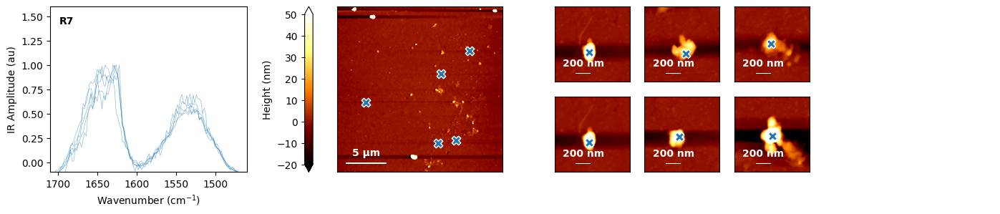 R7
IR Amplitude (au)
1.50
1.25
1.00
0.75
0.50
0.25
0.00
1700 1650 1600 1550 1500
Wavenumber (cm⁻¹)
Height (nm)
50
40
30
20
10
0
−10
−20
5 μm
200 nm 200 nm 200 nm
200 nm 200 nm 200 nm